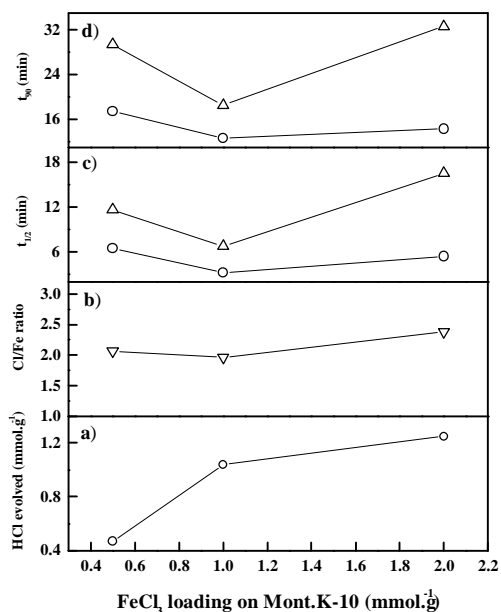 d)
t90 (min)
32
24
16
c)
t1/2 (min)
18
12
6
b)
Cl/Fe ratio
3.0
2.5
2.0
1.5
1.0
a)
HCl evolved (mmol.g-1)
1.2
0.8
0.4
0.4 0.6 0.8 1.0 1.2 1.4 1.6 1.8 2.0 2.2
FeCl3 loading on Mont.K-10 (mmol.g-1)